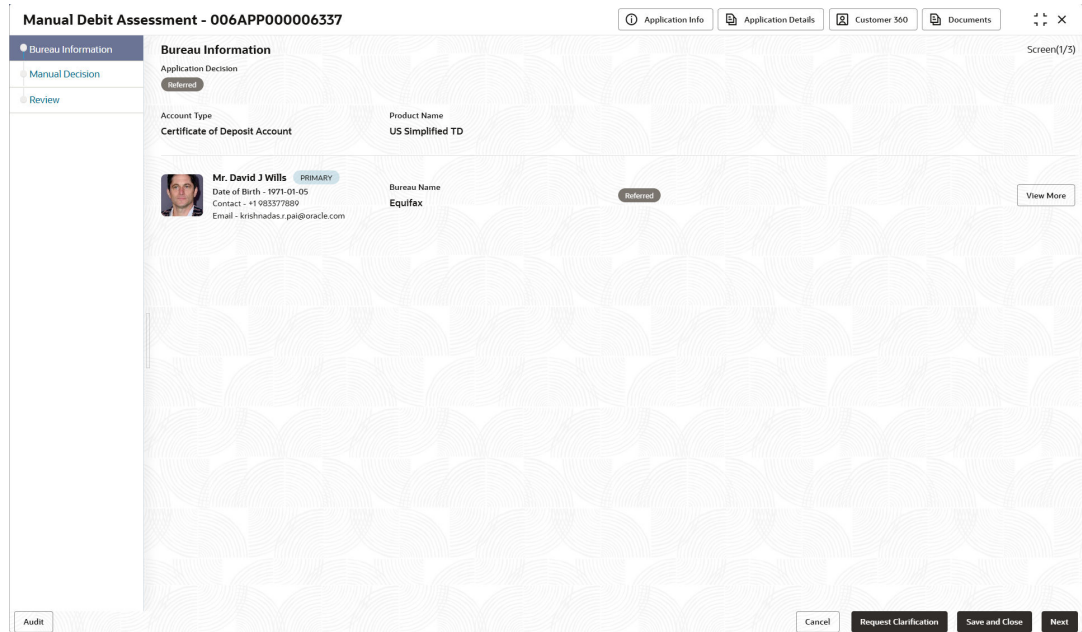 Manual Debit Assessment - 006APP000006337
Application Info
Application Details
Customer 360
Documents
Bureau Information
Manual Decision
Review
Bureau Information
Screen(1/3)
Application Decision
Referred
Account Type
Product Name
Certificate of Deposit Account
US Simplified TD
Mr. David J Wills PRIMARY
Date of Birth - 1971-01-05
Contact - +1 983377889
Email - krishnadas.r.pai@oracle.com
Bureau Name
Equifax
Referred
View More
Audit
Cancel
Request Clarification
Save and Close
Next